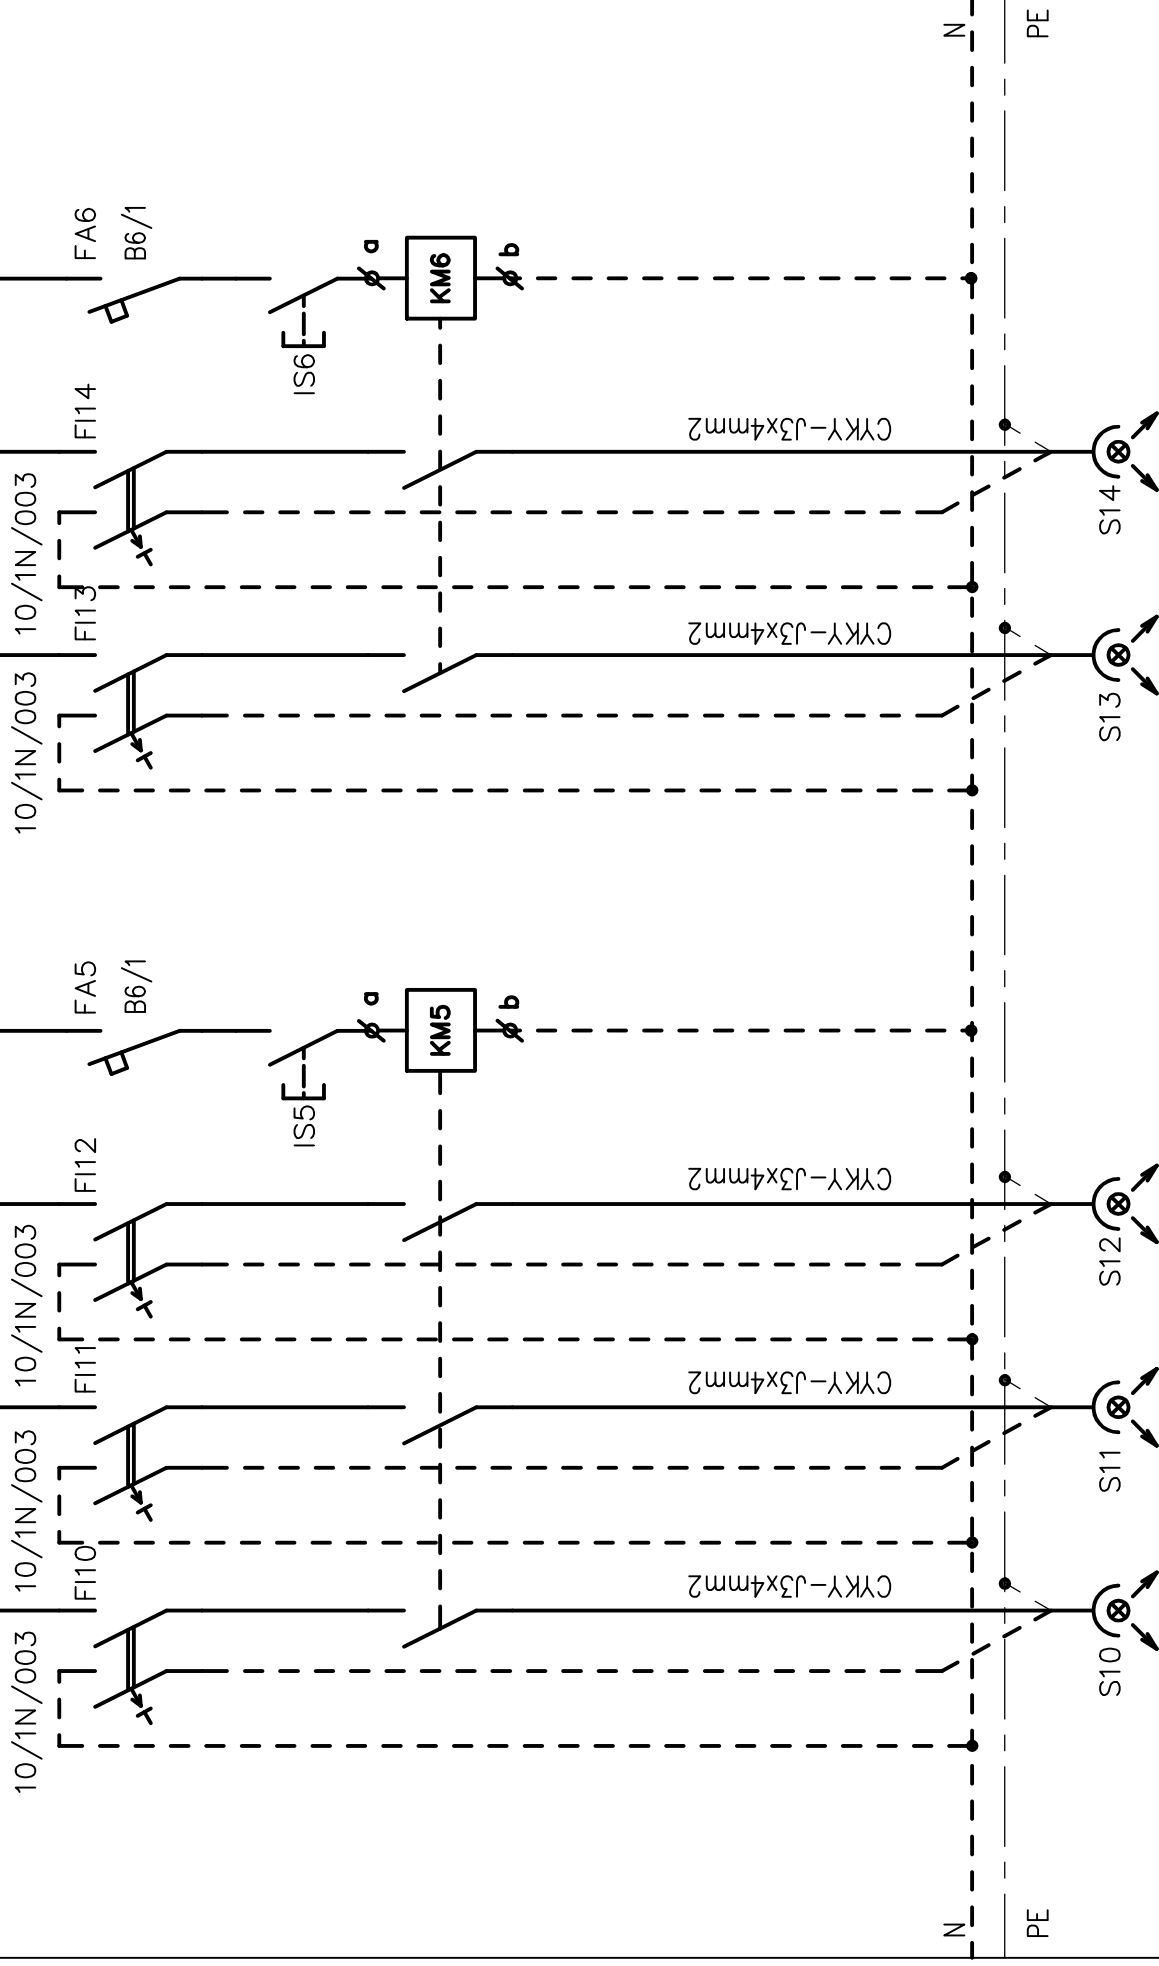 10/1N/003
FI10
10/1N/003
FI11
10/1N/003
FI12
FA5
B6/1
10/1N/003
FI13
10/1N/003
FI14
FA6
B6/1
IS5
IS6
a
KM5
b
a
KM6
b
CYKY-J3x4mm2
CYKY-J3x4mm2
CYKY-J3x4mm2
CYKY-J3x4mm2
CYKY-J3x4mm2
N
N
PE
PE
S10
S11
S12
S13
S14